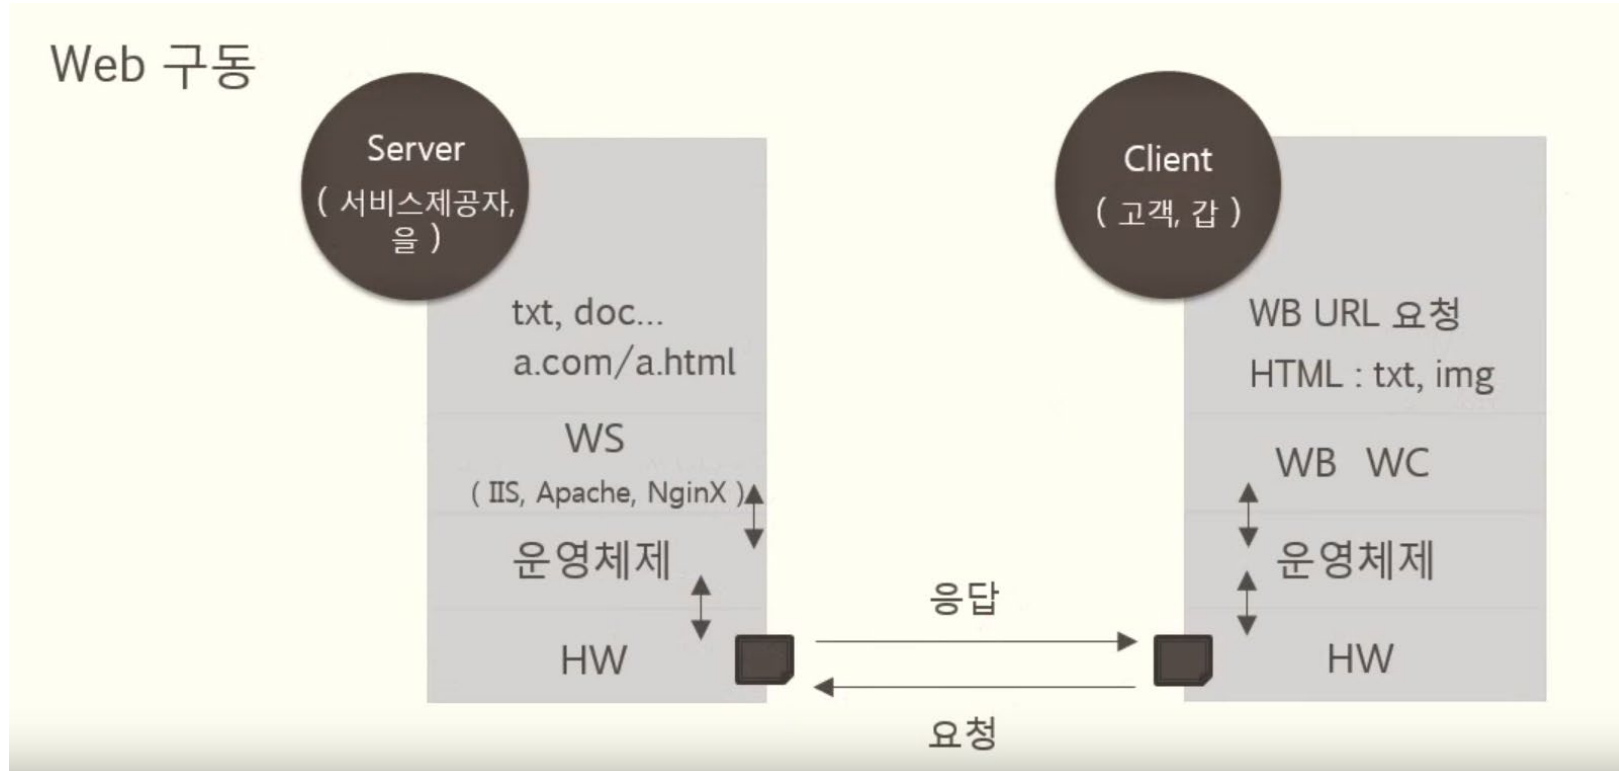 Web 구동
Server
( 서비스제공자,
을 )
txt, doc...
a.com/a.html
WS
( IIS, Apache, NginX )
운영체제
HW
응답
요청
Client
( 고객, 갑 )
WB URL 요청
HTML : txt, img
WB WC
운영체제
HW